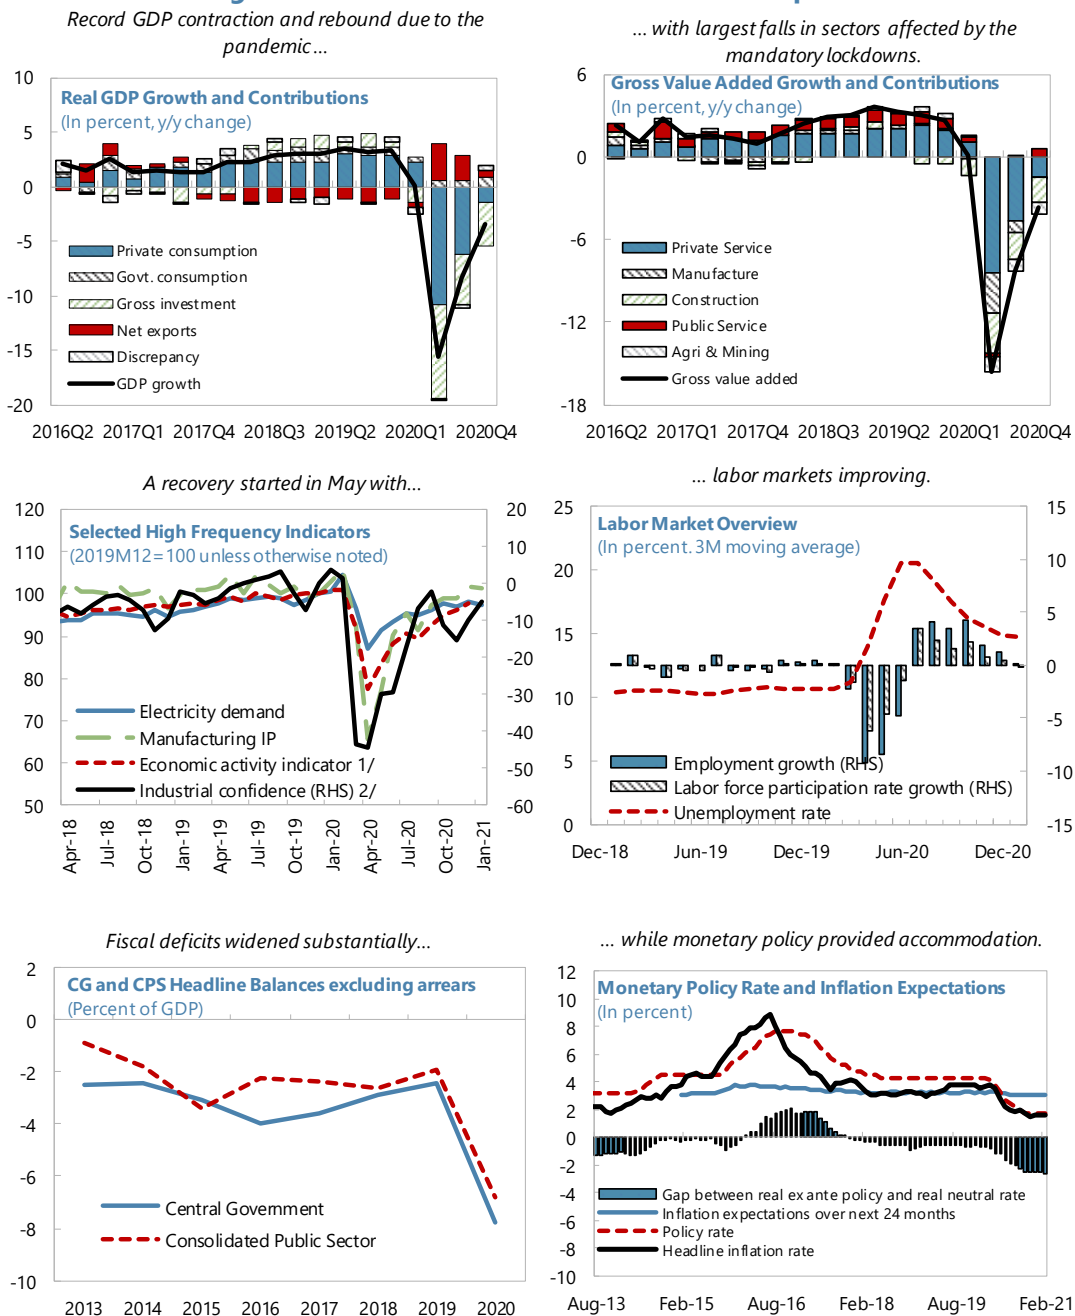 Record GDP contraction and rebound due to the
pandemic ...
10
5
0
-5
-10
-15
-20
Real GDP Growth and Contributions
(In percent, y/y change)
Private consumption
Govt. consumption
Gross investment
Net exports
Discrepancy
GDP growth
2016Q2 2017Q1 2017Q4 2018Q3 2019Q2 2020Q1 2020Q4
... with largest falls in sectors affected by the
mandatory lockdowns.
6
0
-6
-12
-18
Gross Value Added Growth and Contributions
(In percent, y/y change)
Private Service
Manufacture
Construction
Public Service
Agri & Mining
Gross value added
2016Q2 2017Q1 2017Q4 2018Q3 2019Q2 2020Q1 2020Q4
A recovery started in May with...
120
110
100
90
80
70
60
50
Selected High Frequency Indicators
(2019M12=100 unless otherwise noted)
Electricity demand
Manufacturing IP
Economic activity indicator 1/
Industrial confidence (RHS) 2/
20
10
0
-10
-20
-30
-40
-50
-60
Apr-18 Jul-18 Oct-18 Jan-19 Apr-19 Jul-19 Oct-19 Jan-20 Apr-20 Jul-20 Oct-20 Jan-21
... labor markets improving.
25
20
15
10
5
0
Labor Market Overview
(In percent. 3M moving average)
Employment growth (RHS)
Labor force participation rate growth (RHS)
Unemployment rate
15
10
5
0
-5
-10
-15
Dec-18 Jun-19 Dec-19 Jun-20 Dec-20
Fiscal deficits widened substantially...
2
0
-2
-4
-6
-8
-10
CG and CPS Headline Balances excluding arrears
(Percent of GDP)
Central Government
Consolidated Public Sector
2013 2014 2015 2016 2017 2018 2019 2020
... while monetary policy provided accommodation.
12
10
8
6
4
2
0
-2
-4
-6
-8
-10
Monetary Policy Rate and Inflation Expectations
(In percent)
Gap between real ex ante policy and real neutral rate
Inflation expectations over next 24 months
Policy rate
Headline inflation rate
Aug-13 Feb-15 Aug-16 Feb-18 Aug-19 Feb-21